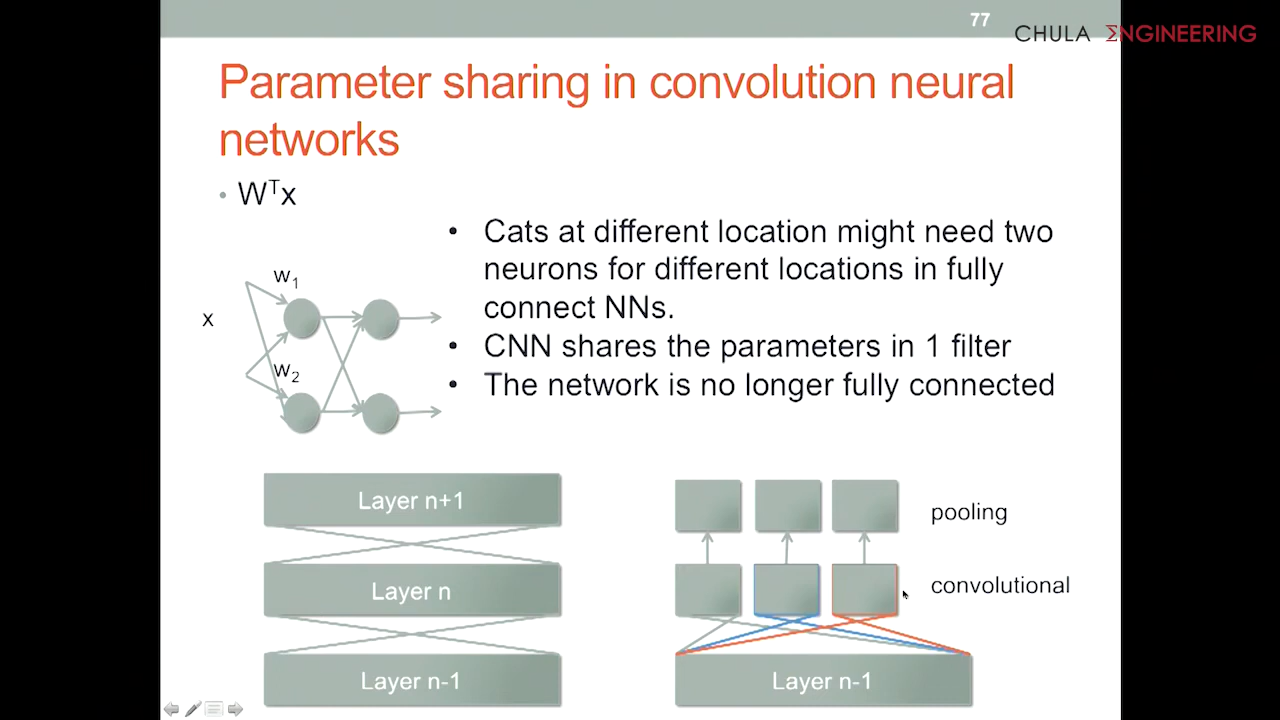 77
CHULA ΣNGINEERING
Parameter sharing in convolution neural
networks
• WᵀX
• Cats at different location might need two
neurons for different locations in fully
connect NNs.
• CNN shares the parameters in 1 filter
• The network is no longer fully connected
w₁
x
w₂
Layer n+1
Layer n
Layer n-1
pooling
convolutional
Layer n-1